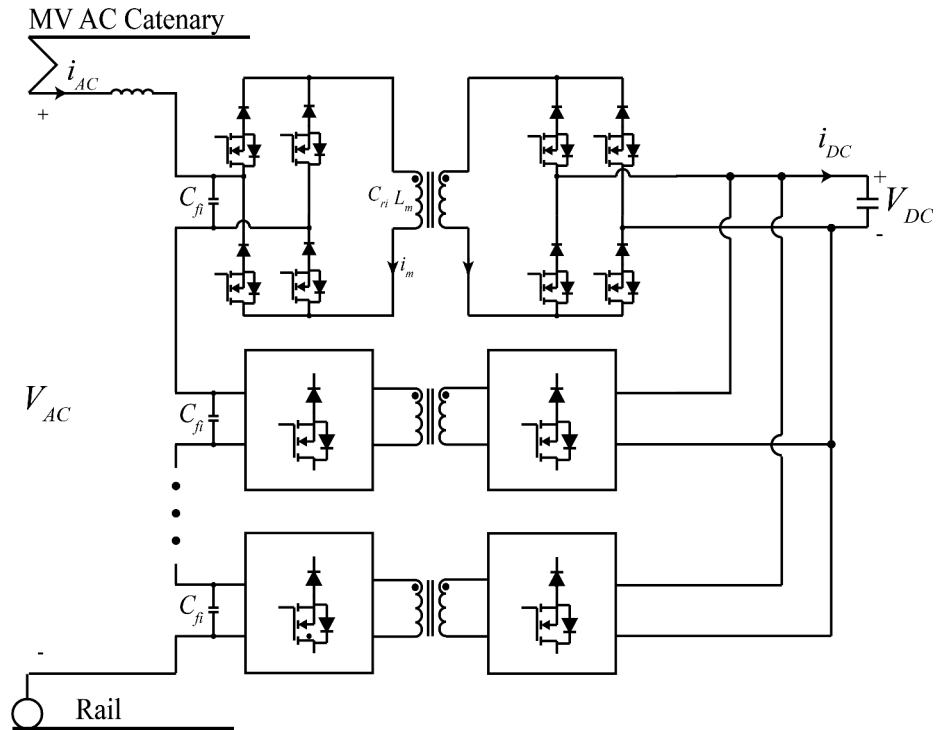 MV AC Catenary
i_AC
+
i_DC
C_fi
C_ri L_m
+
V_DC
-
i_m
V_AC
C_fi
C_fi
-
Rail